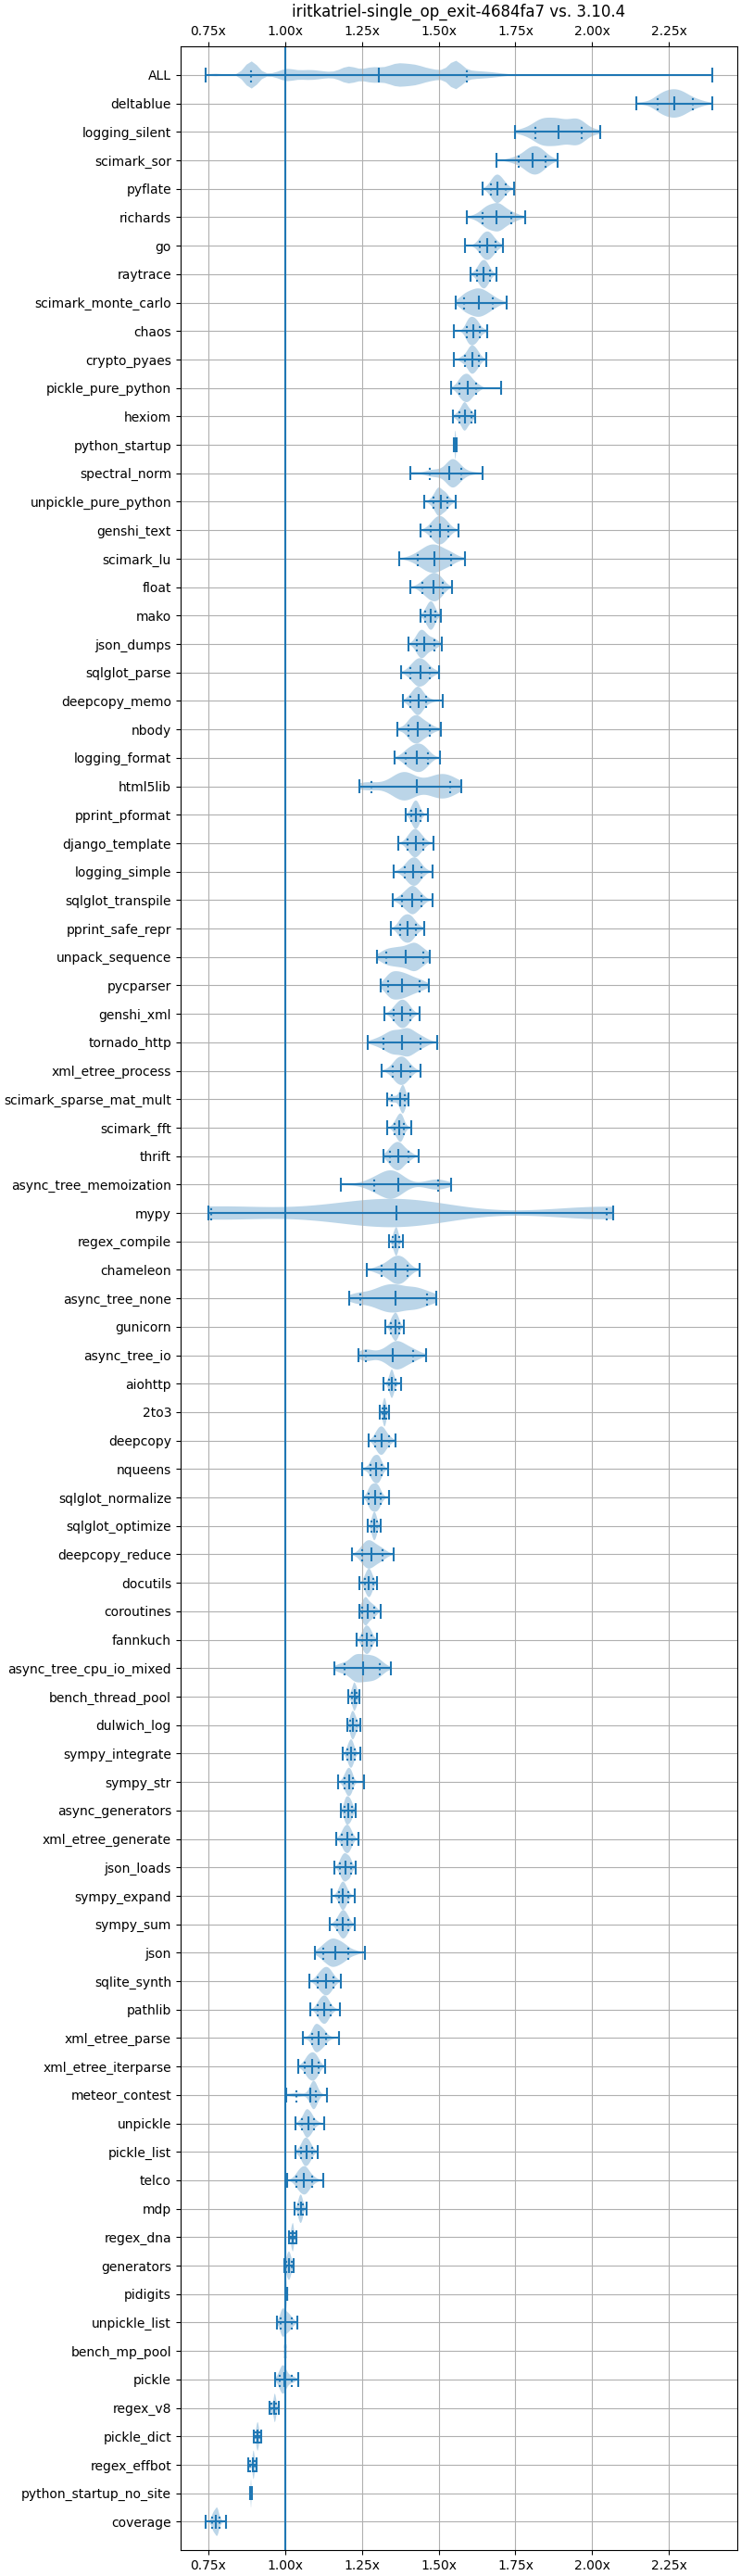 iritkatriel-single_op_exit-4684fa7 vs. 3.10.4
0.75x 1.00x 1.25x 1.50x 1.75x 2.00x 2.25x
ALL
deltablue
logging_silent
scimark_sor
pyflate
richards
go
raytrace
scimark_monte_carlo
chaos
crypto_pyaes
pickle_pure_python
hexiom
python_startup
spectral_norm
unpickle_pure_python
genshi_text
scimark_lu
float
mako
json_dumps
sqlglot_parse
deepcopy_memo
nbody
logging_format
html5lib
pprint_pformat
django_template
logging_simple
sqlglot_transpile
pprint_safe_repr
unpack_sequence
pycparser
genshi_xml
tornado_http
xml_etree_process
scimark_sparse_mat_mult
scimark_fft
thrift
async_tree_memoization
mypy
regex_compile
chameleon
async_tree_none
gunicorn
async_tree_io
aiohttp
2to3
deepcopy
nqueens
sqlglot_normalize
sqlglot_optimize
deepcopy_reduce
docutils
coroutines
fannkuch
async_tree_cpu_io_mixed
bench_thread_pool
dulwich_log
sympy_integrate
sympy_str
async_generators
xml_etree_generate
json_loads
sympy_expand
sympy_sum
json
sqlite_synth
pathlib
xml_etree_parse
xml_etree_iterparse
meteor_contest
unpickle
pickle_list
telco
mdp
regex_dna
generators
pidigits
unpickle_list
bench_mp_pool
pickle
regex_v8
pickle_dict
regex_effbot
python_startup_no_site
coverage
0.75x 1.00x 1.25x 1.50x 1.75x 2.00x 2.25x